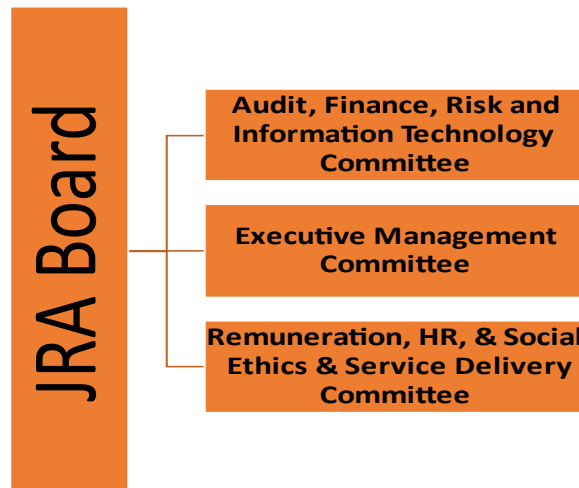 JRA Board
Audit, Finance, Risk and
Information Technology
Committee
Executive Management
Committee
Remuneration, HR, & Social
Ethics & Service Delivery
Committee